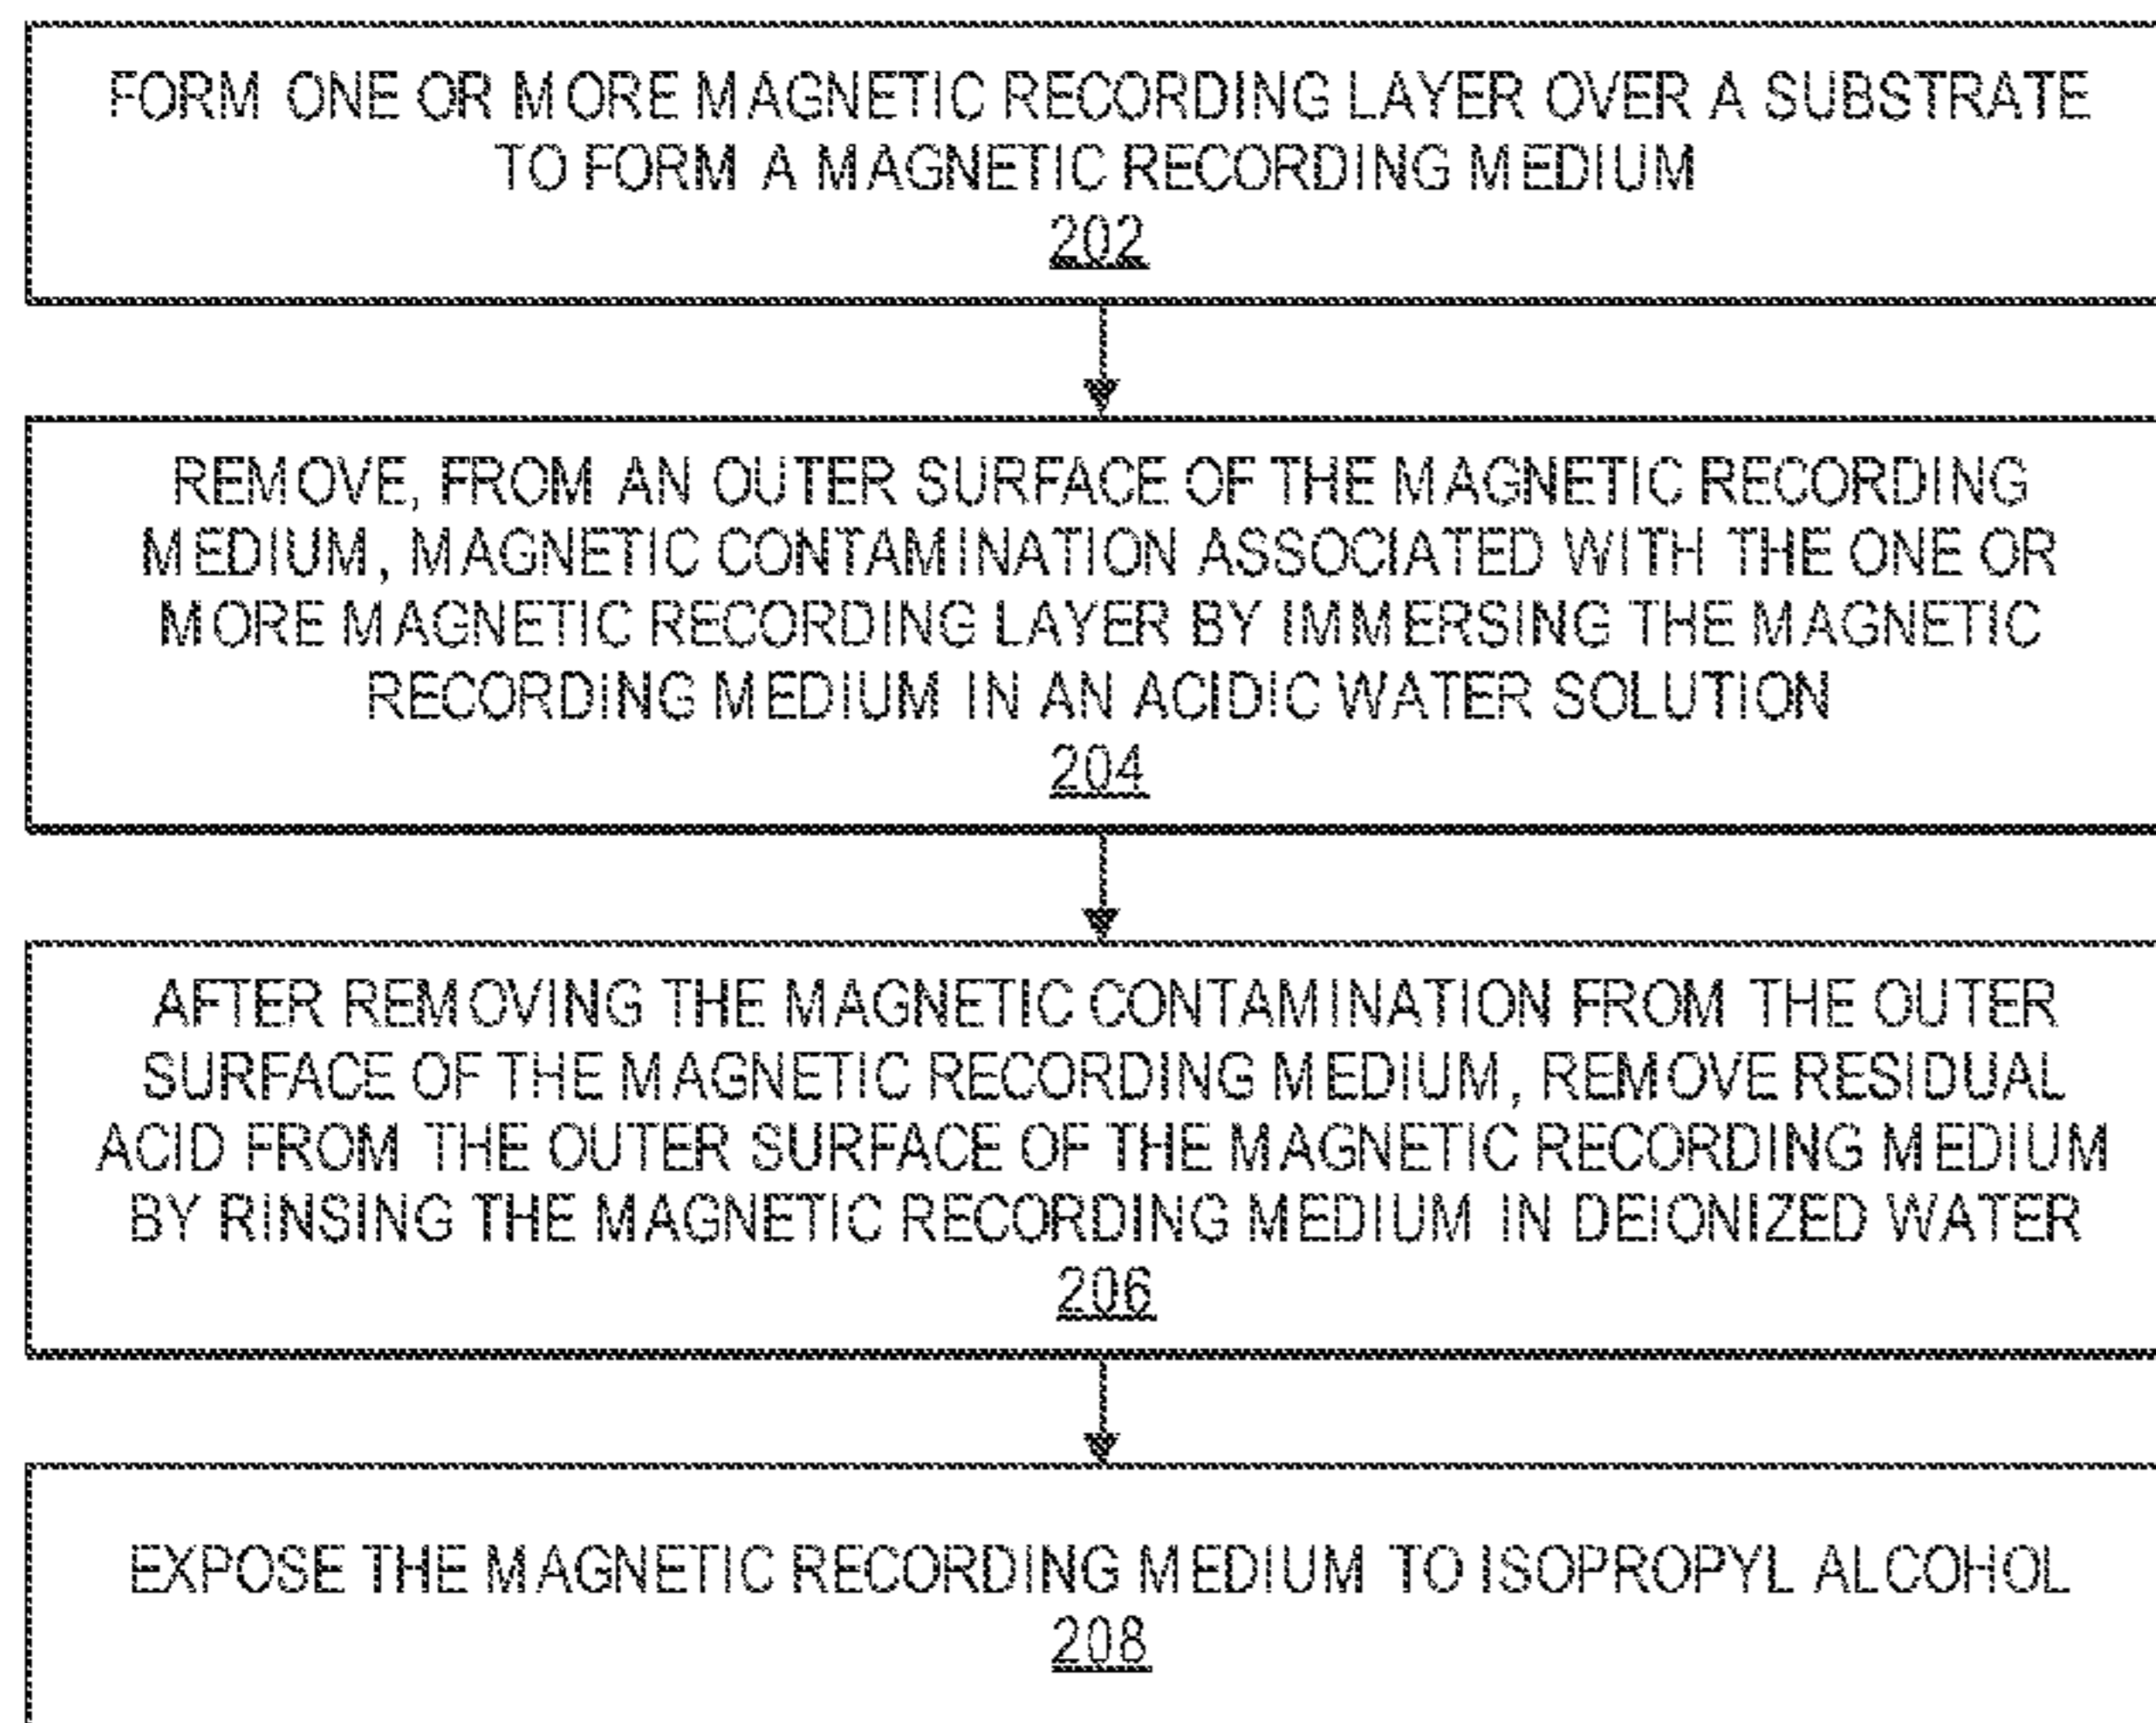 FORM ONE OR MORE MAGNETIC RECORDING LAYER OVER A SUBSTRATE
TO FORM A MAGNETIC RECORDING MEDIUM
202
REMOVE, FROM AN OUTER SURFACE OF THE MAGNETIC RECORDING
MEDIUM, MAGNETIC CONTAMINATION ASSOCIATED WITH THE ONE OR
MORE MAGNETIC RECORDING LAYER BY IMMERSING THE MAGNETIC
RECORDING MEDIUM IN AN ACIDIC WATER SOLUTION
204
AFTER REMOVING THE MAGNETIC CONTAMINATION FROM THE OUTER
SURFACE OF THE MAGNETIC RECORDING MEDIUM, REMOVE RESIDUAL
ACID FROM THE OUTER SURFACE OF THE MAGNETIC RECORDING MEDIUM
BY RINSING THE MAGNETIC RECORDING MEDIUM IN DEIONIZED WATER
206
EXPOSE THE MAGNETIC RECORDING MEDIUM TO ISOPROPYL ALCOHOL
208